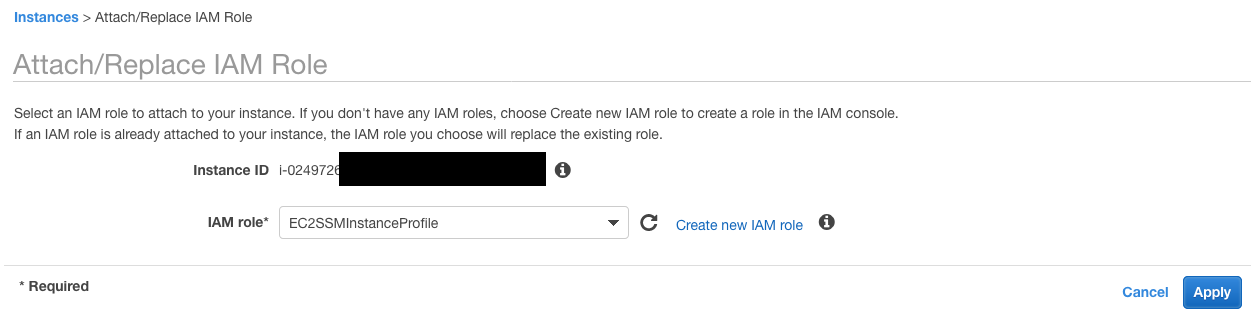 Instances > Attach/Replace IAM Role
Attach/Replace IAM Role
Select an IAM role to attach to your instance. If you don't have any IAM roles, choose Create new IAM role to create a role in the IAM console.
If an IAM role is already attached to your instance, the IAM role you choose will replace the existing role.
Instance ID i-0249726
IAM role* EC2SSMInstanceProfile Create new IAM role
* Required
Cancel Apply